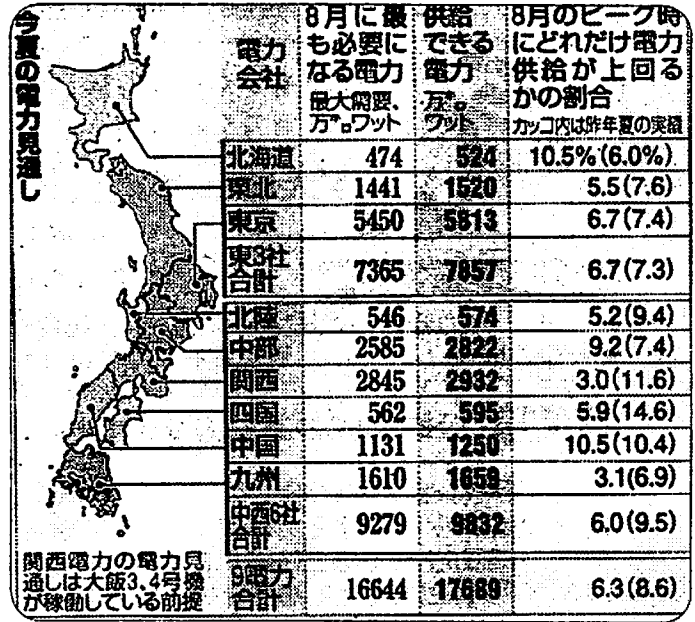 今夏の電力見通し
電力
会社
8月に最
も必要に
なる電力
最大需要、
万㌔ワット
供給
できる
電力
万㌔
ワット
8月のピーク時
にどれだけ電力
供給が上回る
かの割合
カッコ内は昨年夏の実績
北海道 474 524 10.5%(6.0%)
東北 1441 1520 5.5(7.6)
東京 5450 5813 6.7(7.4)
東3社
合計 7365 7857 6.7(7.3)
北陸 546 574 5.2(9.4)
中部 2585 2822 9.2(7.4)
関西 2845 2932 3.0(11.6)
四国 562 595 5.9(14.6)
中国 1131 1250 10.5(10.4)
九州 1610 1659 3.1(6.9)
中西6社
合計 9279 9832 6.0(9.5)
9電力
合計 16644 17689 6.3(8.6)
関西電力の電力見
通しは大飯3、4号機
が稼働している前提